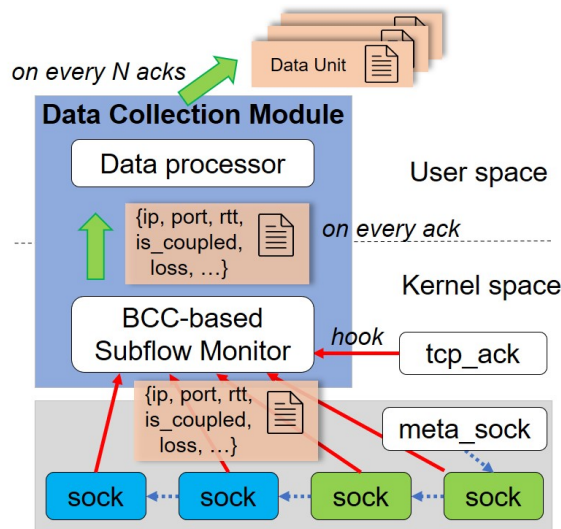 on every N acks
Data Unit
Data Collection Module
Data processor
User space
{ip, port, rtt,
is_coupled,
loss, ...}
on every ack
Kernel space
BCC-based
Subflow Monitor
hook
tcp_ack
{ip, port, rtt,
is_coupled,
loss, ...}
meta_sock
sock
sock
sock
sock